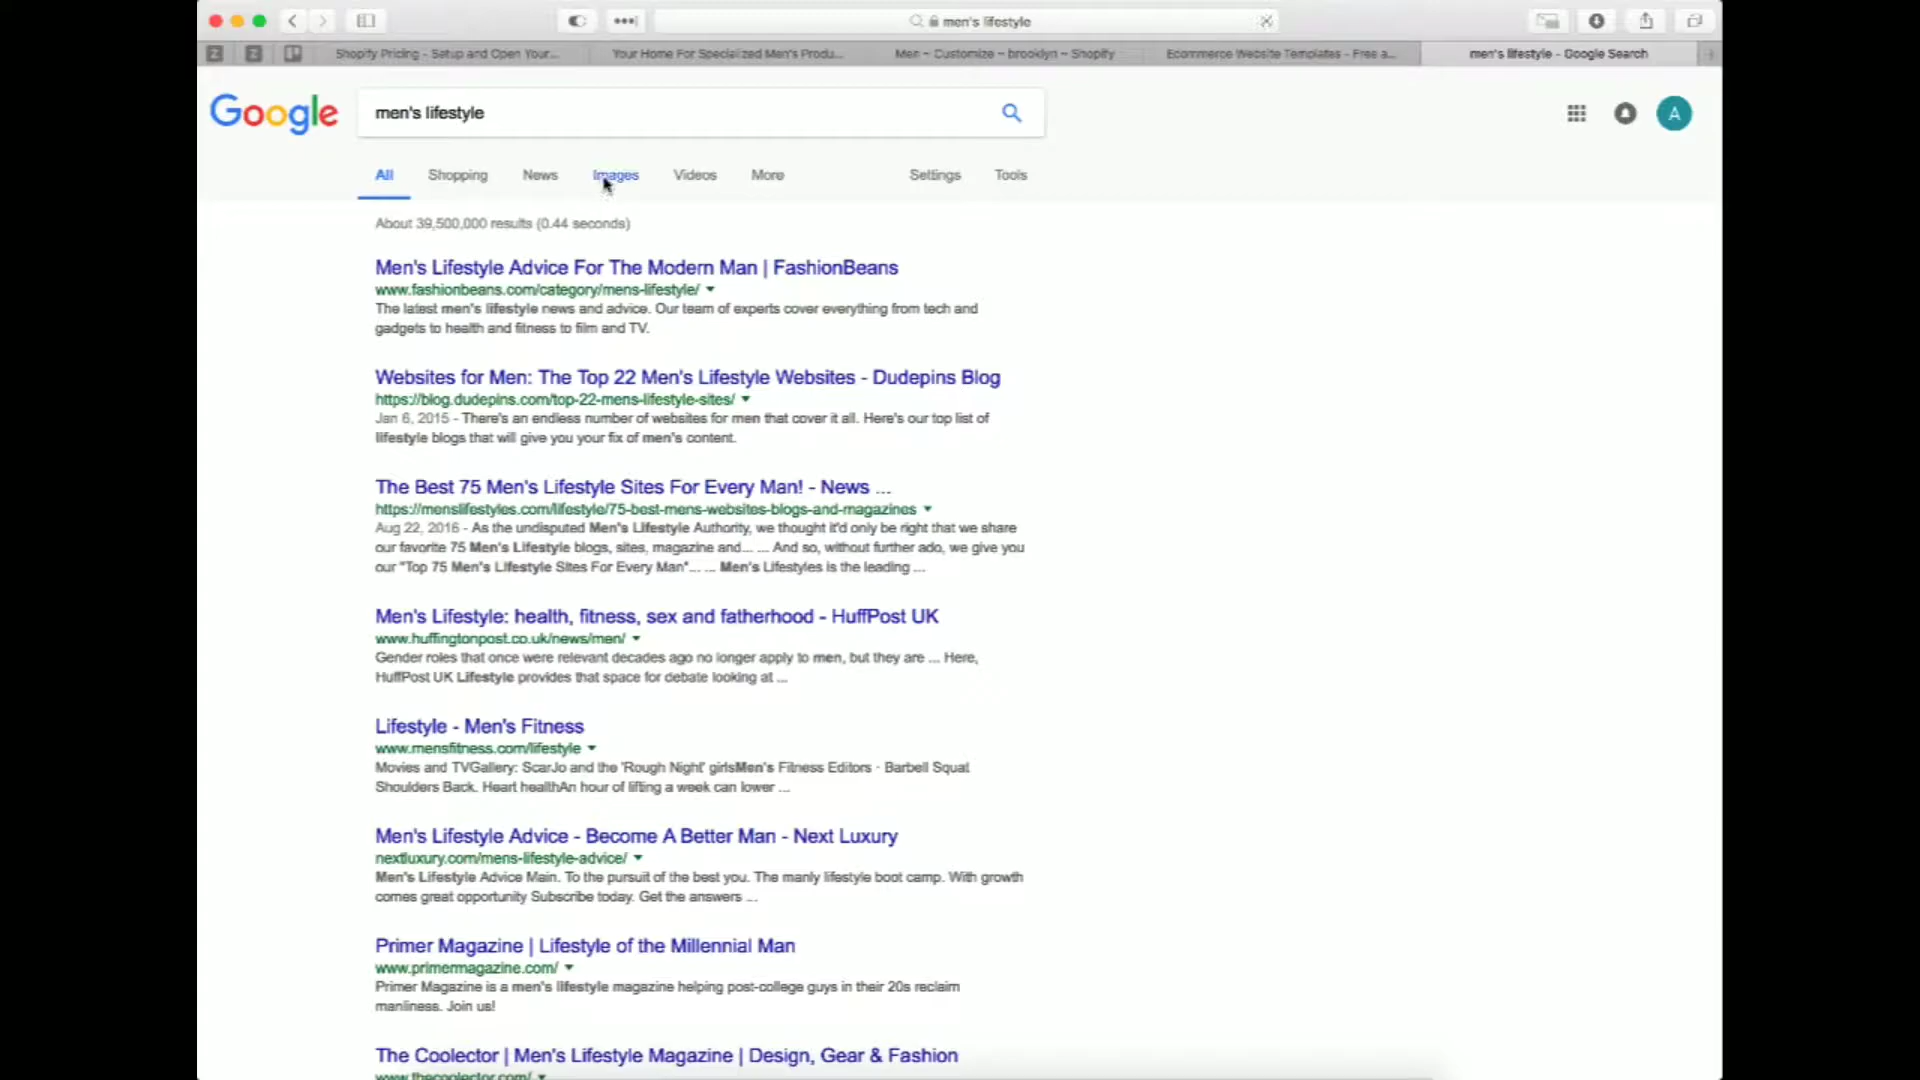 men's lifestyle
Shopify Pricing - Setup and Open Your...
Your Home For Specialized Men's Produ...
Men ~ Customize ~ brooklyn ~ Shopify
Ecommerce Website Templates - Free a...
men's lifestyle - Google Search
Google
men's lifestyle
A
All
Shopping
News
Images
Videos
More
Settings
Tools
About 39,500,000 results (0.44 seconds)
Men's Lifestyle Advice For The Modern Man | FashionBeans
www.fashionbeans.com/category/mens-lifestyle/
The latest men's lifestyle news and advice. Our team of experts cover everything from tech and
gadgets to health and fitness to film and TV.
Websites for Men: The Top 22 Men's Lifestyle Websites - Dudepins Blog
https://blog.dudepins.com/top-22-mens-lifestyle-sites/
Jan 6, 2015 - There's an endless number of websites for men that cover it all. Here's our top list of
lifestyle blogs that will give you your fix of men's content.
The Best 75 Men's Lifestyle Sites For Every Man! - News ...
https://menslifestyles.com/lifestyle/75-best-mens-websites-blogs-and-magazines
Aug 22, 2016 - As the undisputed Men's Lifestyle Authority, we thought it'd only be right that we share
our favorite 75 Men's Lifestyle blogs, sites, magazine and... ... And so, without further ado, we give you
our "Top 75 Men's Lifestyle Sites For Every Man"... ... Men's Lifestyles is the leading ...
Men's Lifestyle: health, fitness, sex and fatherhood - HuffPost UK
www.huffingtonpost.co.uk/news/men/
Gender roles that once were relevant decades ago no longer apply to men, but they are ... Here,
HuffPost UK Lifestyle provides that space for debate looking at ...
Lifestyle - Men's Fitness
www.mensfitness.com/lifestyle
Movies and TVGallery: ScarJo and the 'Rough Night' girlsMen's Fitness Editors · Barbell Squat
Shoulders Back. Heart healthAn hour of lifting a week can lower ...
Men's Lifestyle Advice - Become A Better Man - Next Luxury
nextluxury.com/mens-lifestyle-advice/
Men's Lifestyle Advice Main. To the pursuit of the best you. The manly lifestyle boot camp. With growth
comes great opportunity Subscribe today. Get the answers ...
Primer Magazine | Lifestyle of the Millennial Man
www.primermagazine.com/
Primer Magazine is a men's lifestyle magazine helping post-college guys in their 20s reclaim
manliness. Join us!
The Coolector | Men's Lifestyle Magazine | Design, Gear & Fashion
www.thecoolector.com/